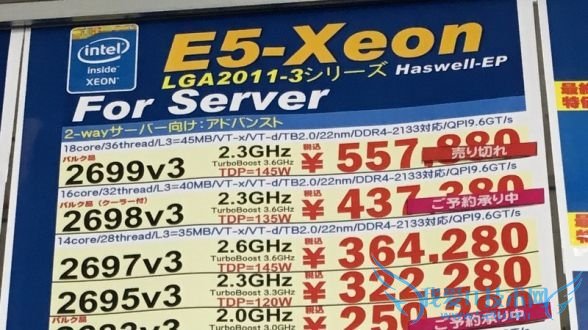 intel
inside™
XEON™
E5-Xeon
LGA2011-3シリーズ Haswell-EP
For Server
2-wayサーバー向け:アドバンスト
18core/36thread/L3=45MB/VT-x/VT-d/TB2.0/22nm/DDR4-2133対応/QPI9.6GT/s
バルク品
2699v3 2.3GHz 税込 ¥557,880 売り切れ
TurboBoost 3.6GHz
TDP=145W
16core/32thread/L3=40MB/VT-x/VT-d/TB2.0/22nm/DDR4-2133対応/QPI9.6GT/s
バルク品(クーラー付)
2698v3 2.3GHz 税込 ¥437,380 ご予約承り中
TurboBoost 3.6GHz
TDP=135W
14core/28thread/L3=35MB/VT-x/VT-d/TB2.0/22nm/DDR4-2133対応/QPI9.6GT/s
2697v3 2.6GHz 税込 ¥364,280
TurboBoost 3.6GHz
TDP=145W
2695v3 2.3GHz 税込 ¥322,280
TurboBoost 3.3GHz
TDP=120W
2.0GHz ¥ ご予約承り中
TurboBoost 3.0GHz